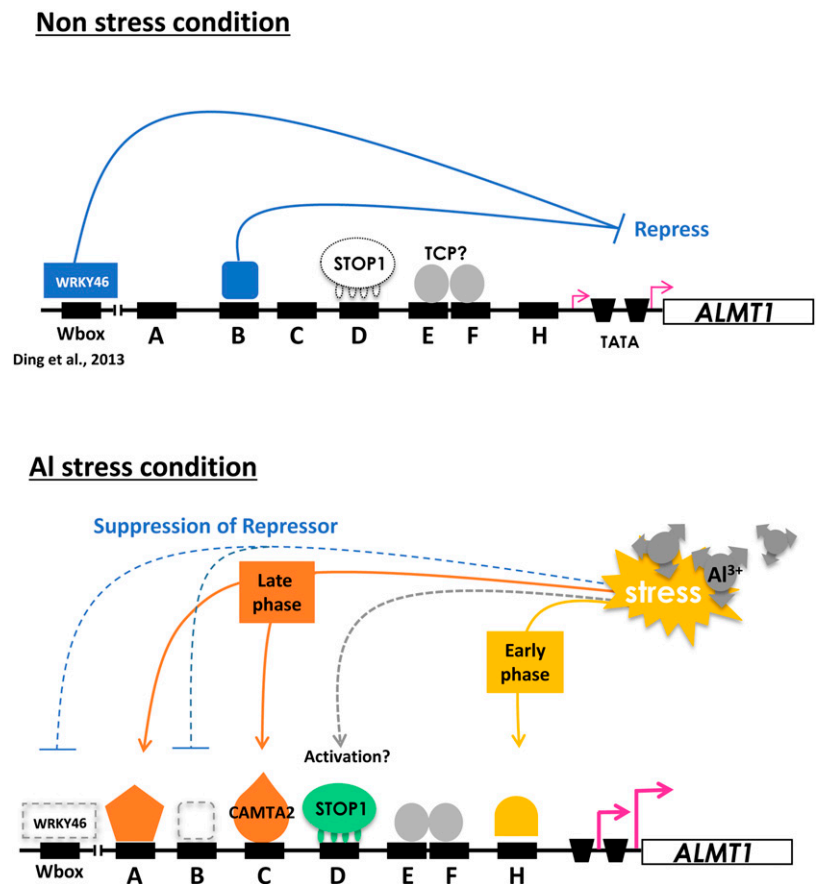 Non stress condition
Repress
TCP?
STOP1
WRKY46
Wbox
A
B
C
D
E
F
H
TATA
ALMT1
Ding et al., 2013
Al stress condition
Suppression of Repressor
Late
phase
Al3+
stress
Early
phase
Activation?
WRKY46
CAMTA2
STOP1
Wbox
A
B
C
D
E
F
H
ALMT1